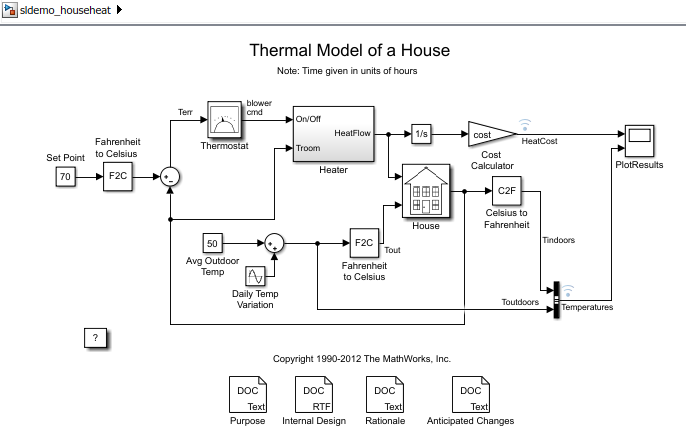 sldemo_househeat
Thermal Model of a House
Note: Time given in units of hours
Terr
blower
cmd
Thermostat
On/Off
HeatFlow
Troom
Heater
1/s
cost
Cost
Calculator
HeatCost
PlotResults
Set Point
70
Fahrenheit
to Celsius
F2C
House
C2F
Celsius to
Fahrenheit
Tindoors
50
Avg Outdoor
Temp
Daily Temp
Variation
F2C
Tout
Fahrenheit
to Celsius
Toutdoors
Temperatures
?
Copyright 1990-2012 The MathWorks, Inc.
DOC
Text
Purpose
DOC
RTF
Internal Design
DOC
Text
Rationale
DOC
Text
Anticipated Changes